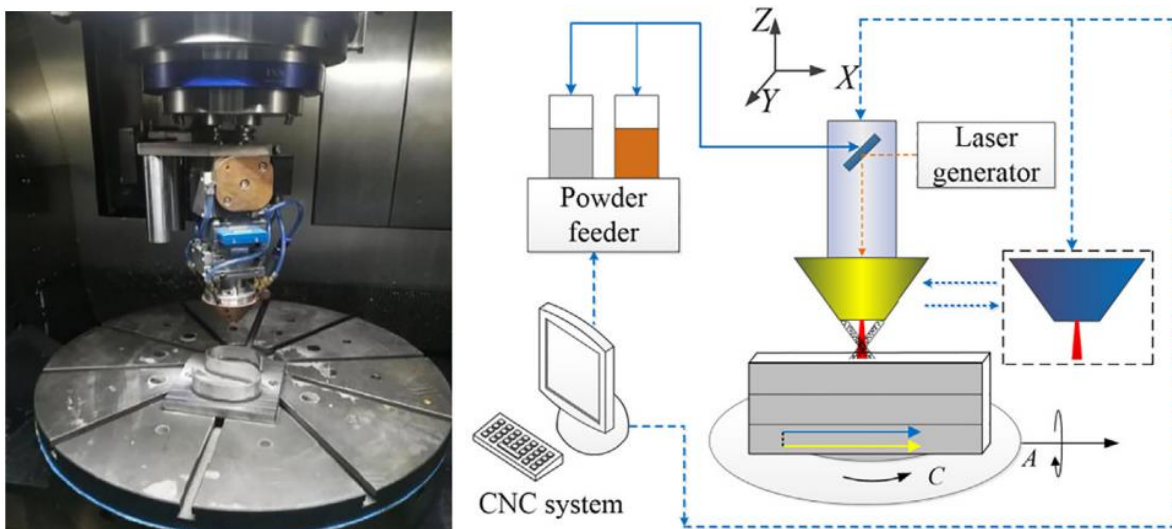 Z
X
Y
Laser
generator
Powder
feeder
A
C
CNC system